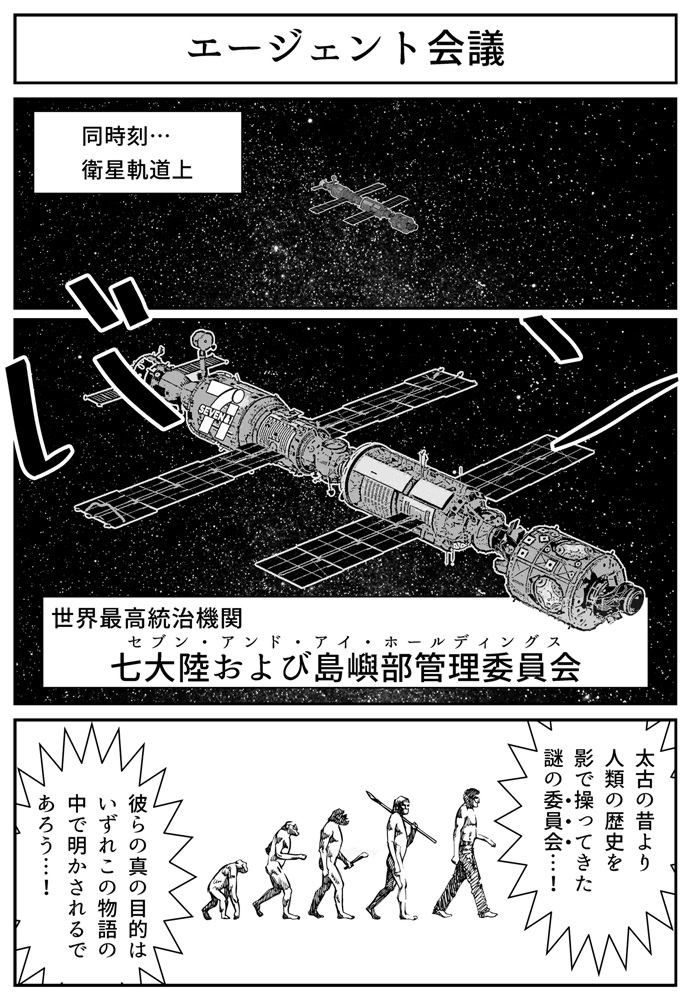 エージェント会議
同時刻…
衛星軌道上
ゴゴ
7i
SEVEN i
世界最高統治機関
セブン・アンド・アイ・ホールディングス
七大陸および島嶼部管理委員会
太古の昔より
人類の歴史を
影で操ってきた
謎の委員会…！
彼らの真の目的は
いずれこの物語の
中で明かされるで
あろう…！